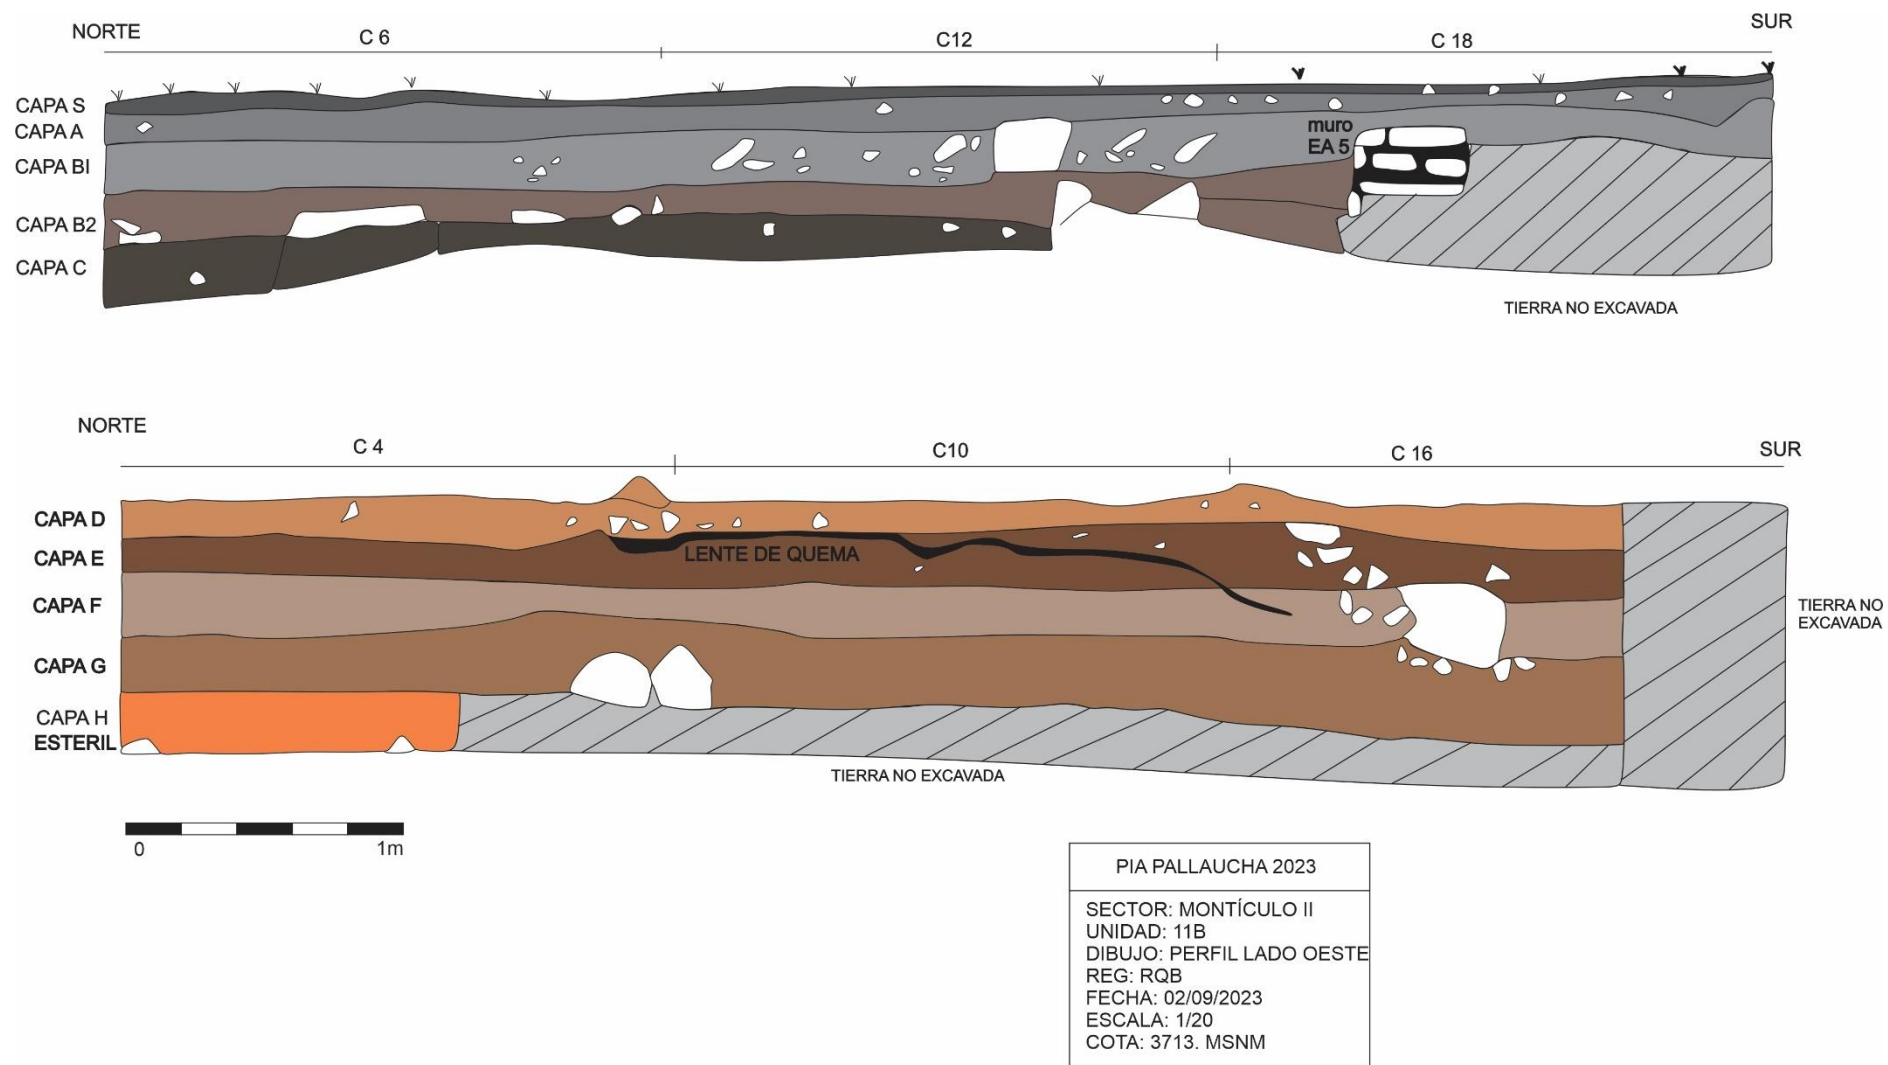 NORTE
SUR
C 6
C12
C 18
CAPA S
CAPA A
muro
EA 5
CAPA BI
CAPA B2
CAPA C
TIERRA NO EXCAVADA
NORTE
SUR
C 4
C10
C 16
CAPA D
CAPA E
LENTE DE QUEMA
CAPA F
TIERRA NO
EXCAVADA
CAPA G
CAPA H
ESTERIL
TIERRA NO EXCAVADA
0
1m
PIA PALLAUCHA 2023
SECTOR: MONTÍCULO II
UNIDAD: 11B
DIBUJO: PERFIL LADO OESTE
REG: RQB
FECHA: 02/09/2023
ESCALA: 1/20
COTA: 3713. MSNM